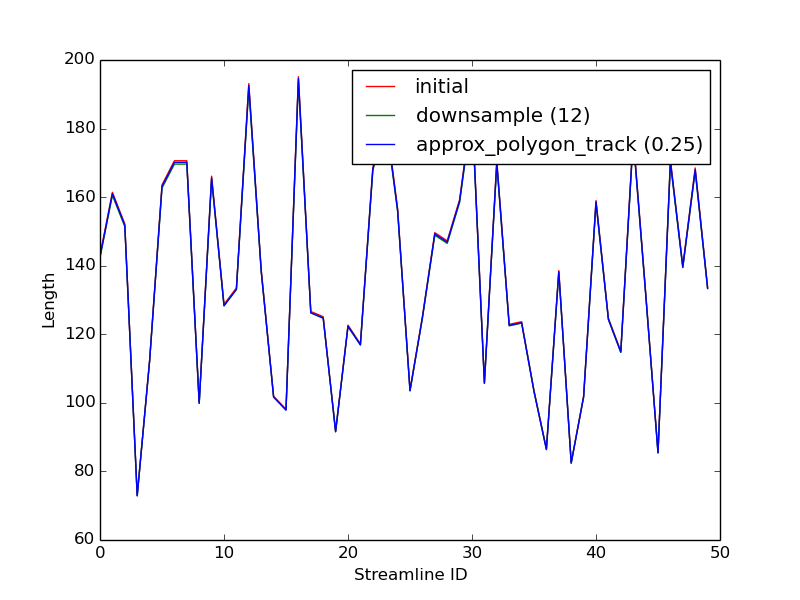 200
180
160
140
120
100
80
60
Length
initial
downsample (12)
approx_polygon_track (0.25)
0 10 20 30 40 50
Streamline ID